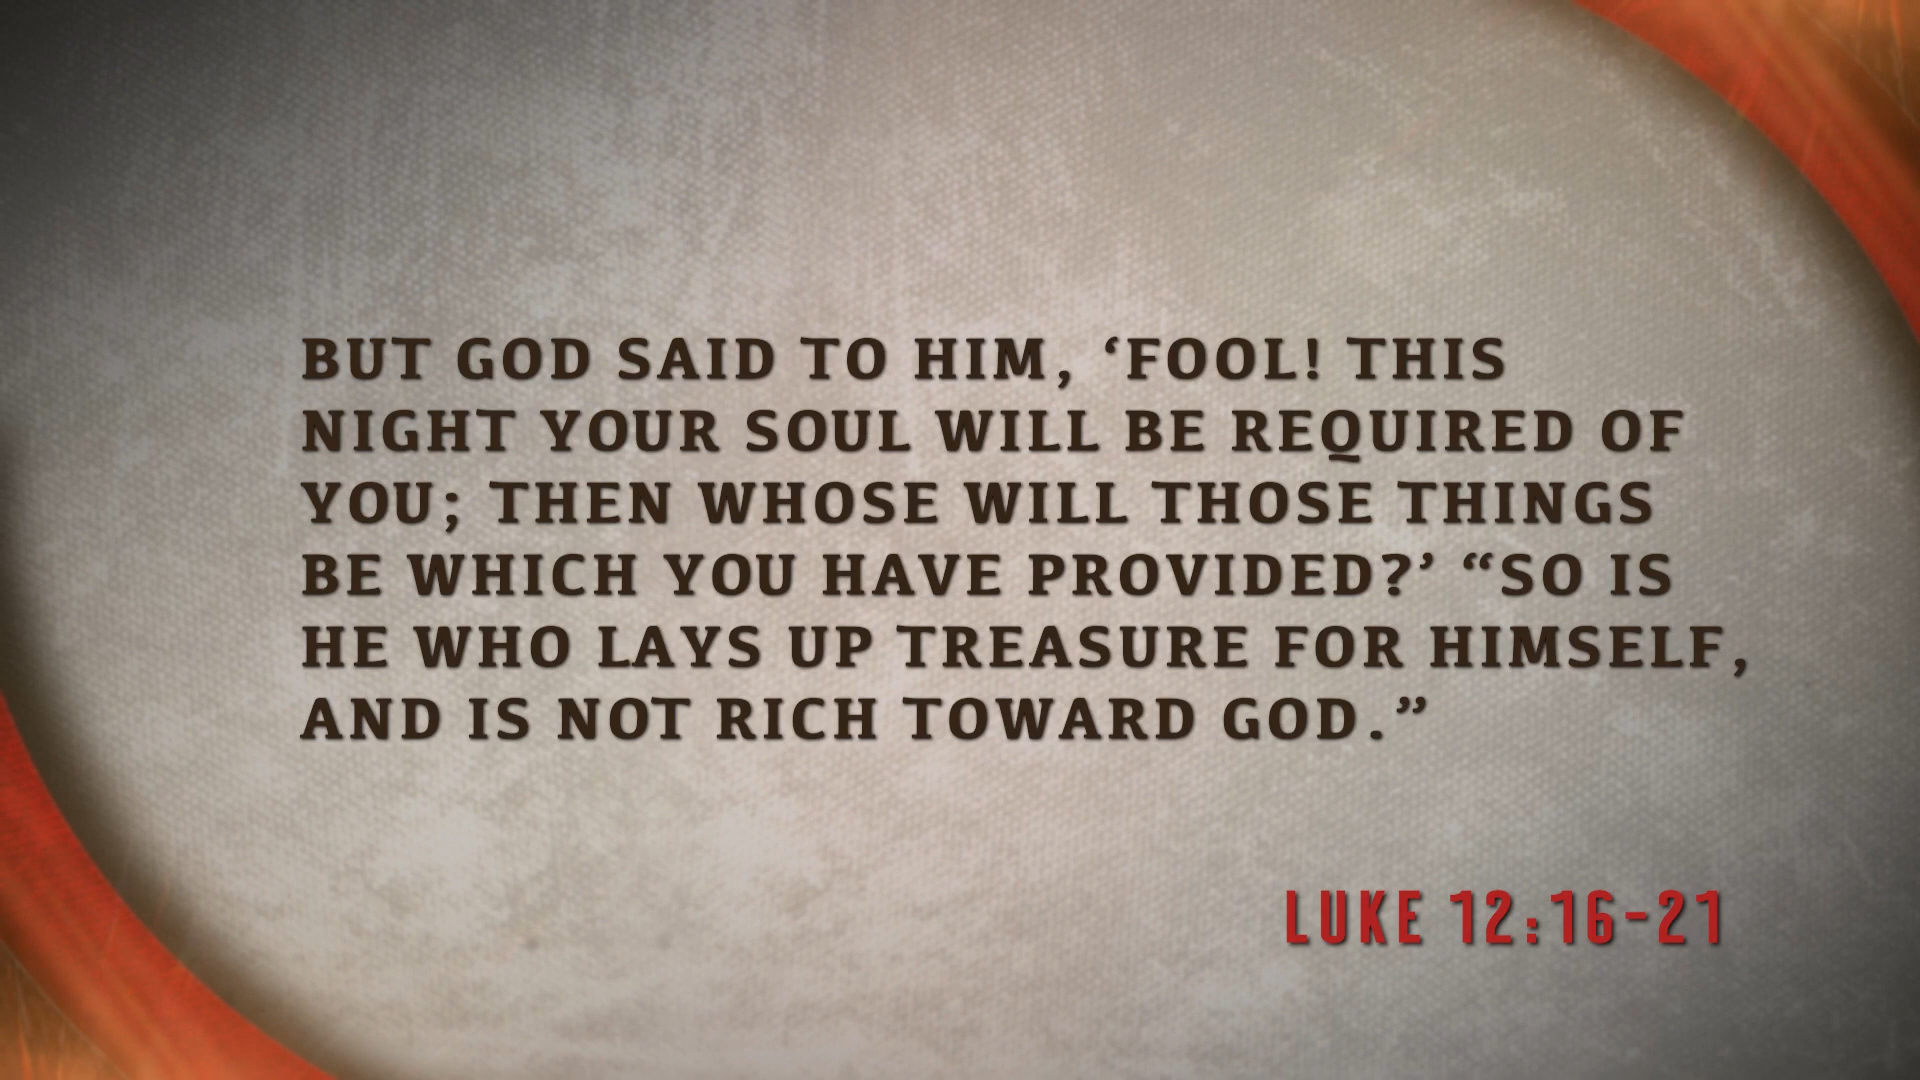 BUT GOD SAID TO HIM, ‘FOOL! THIS
NIGHT YOUR SOUL WILL BE REQUIRED OF
YOU; THEN WHOSE WILL THOSE THINGS
BE WHICH YOU HAVE PROVIDED?’ “SO IS
HE WHO LAYS UP TREASURE FOR HIMSELF,
AND IS NOT RICH TOWARD GOD.”
LUKE 12:16-21